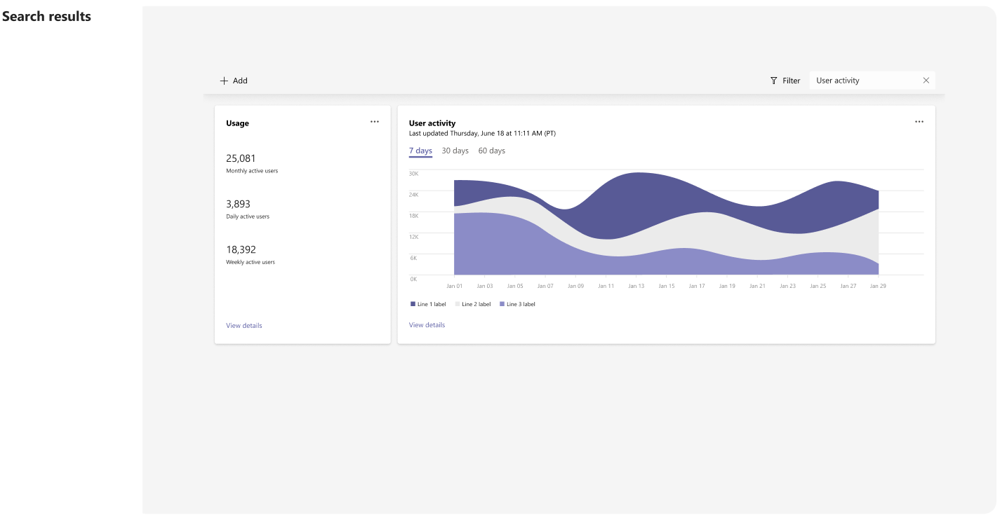 Search results
Add
Filter
User activity
Usage
25,081
Monthly active users
3,893
Daily active users
18,392
Weekly active users
View details
User activity
Last updated Thursday, June 18 at 11:11 AM (PT)
7 days 30 days 60 days
30K
24K
18K
12K
6K
0K
Jan 01 Jan 03 Jan 05 Jan 07 Jan 09 Jan 11 Jan 13 Jan 15 Jan 17 Jan 19 Jan 21 Jan 23 Jan 25 Jan 27 Jan 29
Line 1 label Line 2 label Line 3 label
View details